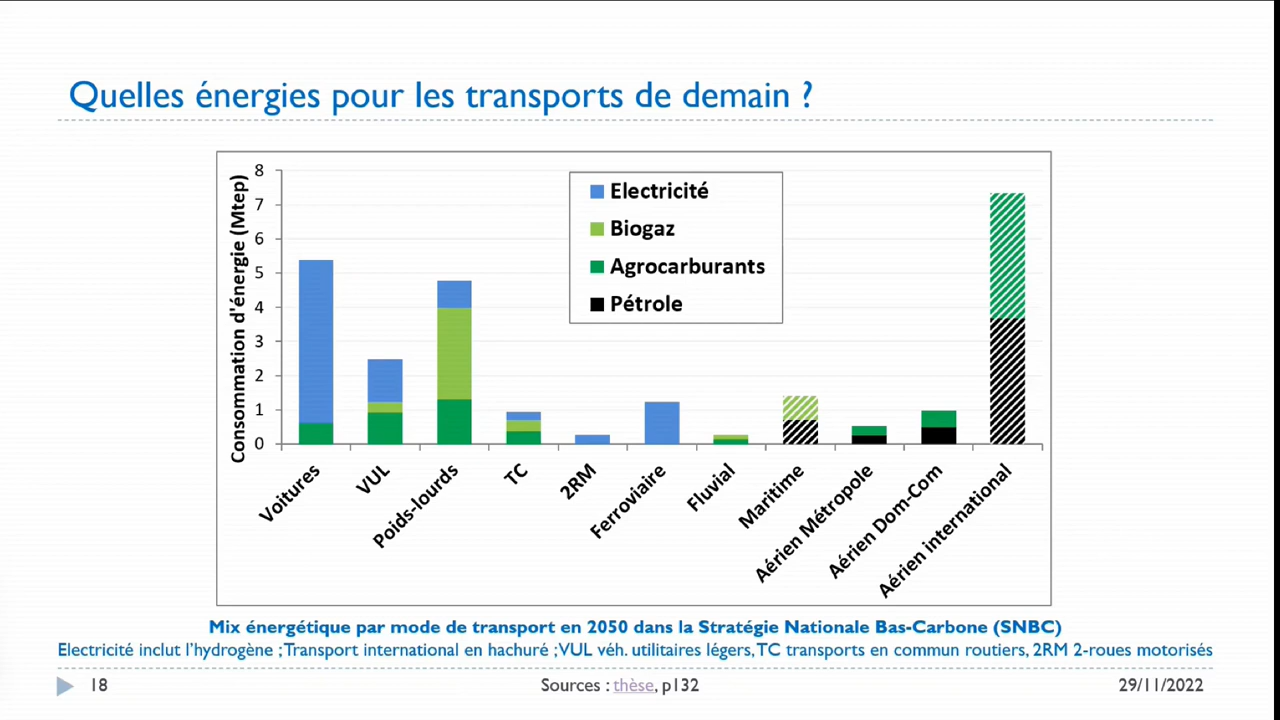 Quelles énergies pour les transports de demain ?
Consommation d'énergie (Mtep)
8
7
6
5
4
3
2
1
0
Electricité
Biogaz
Agrocarburants
Pétrole
Voitures
VUL
Poids-lourds
TC
2RM
Ferroviaire
Fluvial
Maritime
Aérien Métropole
Aérien Dom-Com
Aérien international
Mix énergétique par mode de transport en 2050 dans la Stratégie Nationale Bas-Carbone (SNBC)
Electricité inclut l'hydrogène ; Transport international en hachuré ; VUL véh. utilitaires légers, TC transports en commun routiers, 2RM 2-roues motorisés
18
Sources : thèse, p132
29/11/2022